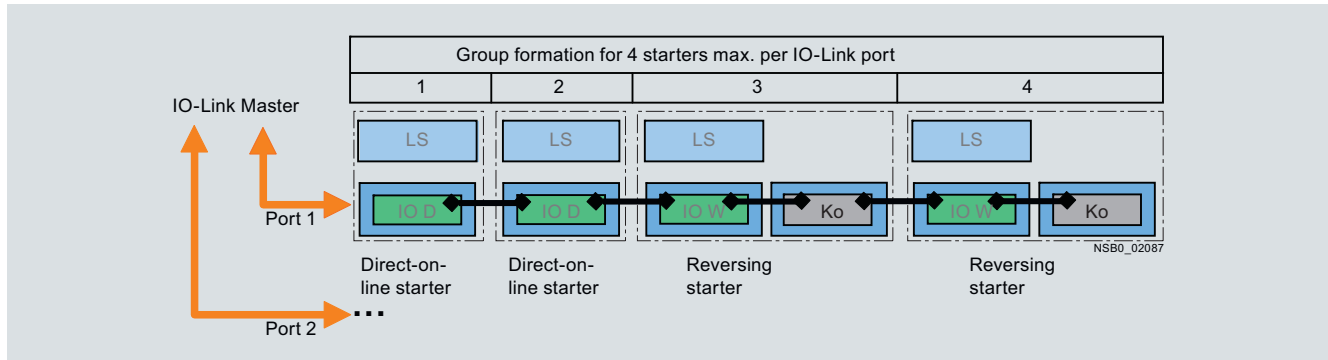 Group formation for 4 starters max. per IO-Link port
1 2 3 4
IO-Link Master
LS LS LS LS
Port 1
IO D IO D IO W Ko IO W Ko
NSB0_02087
Direct-on- Direct-on- Reversing Reversing
line starter line starter starter starter
Port 2 ...